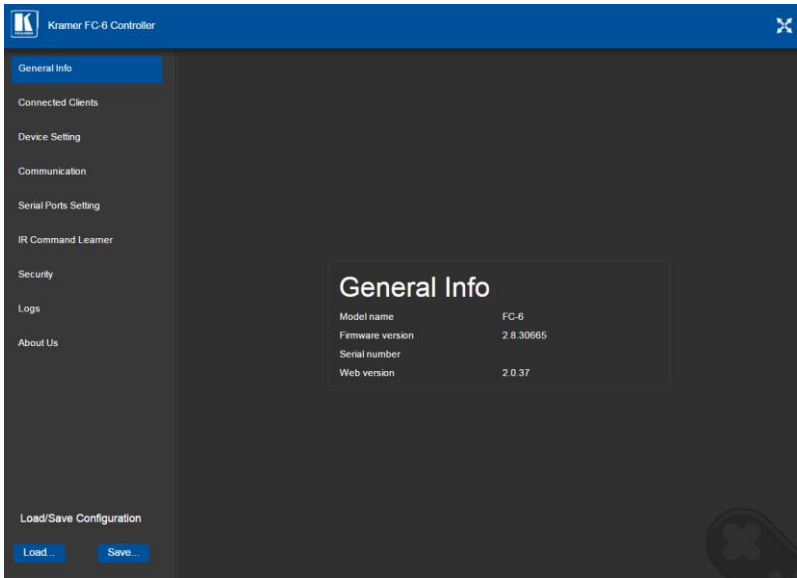 KRAMER
Kramer FC-6 Controller
General Info
Connected Clients
Device Setting
Communication
Serial Ports Setting
IR Command Learner
Security
Logs
About Us
General Info
Model name FC-6
Firmware version 2.8.30665
Serial number
Web version 2.0.37
Load/Save Configuration
Load... Save...